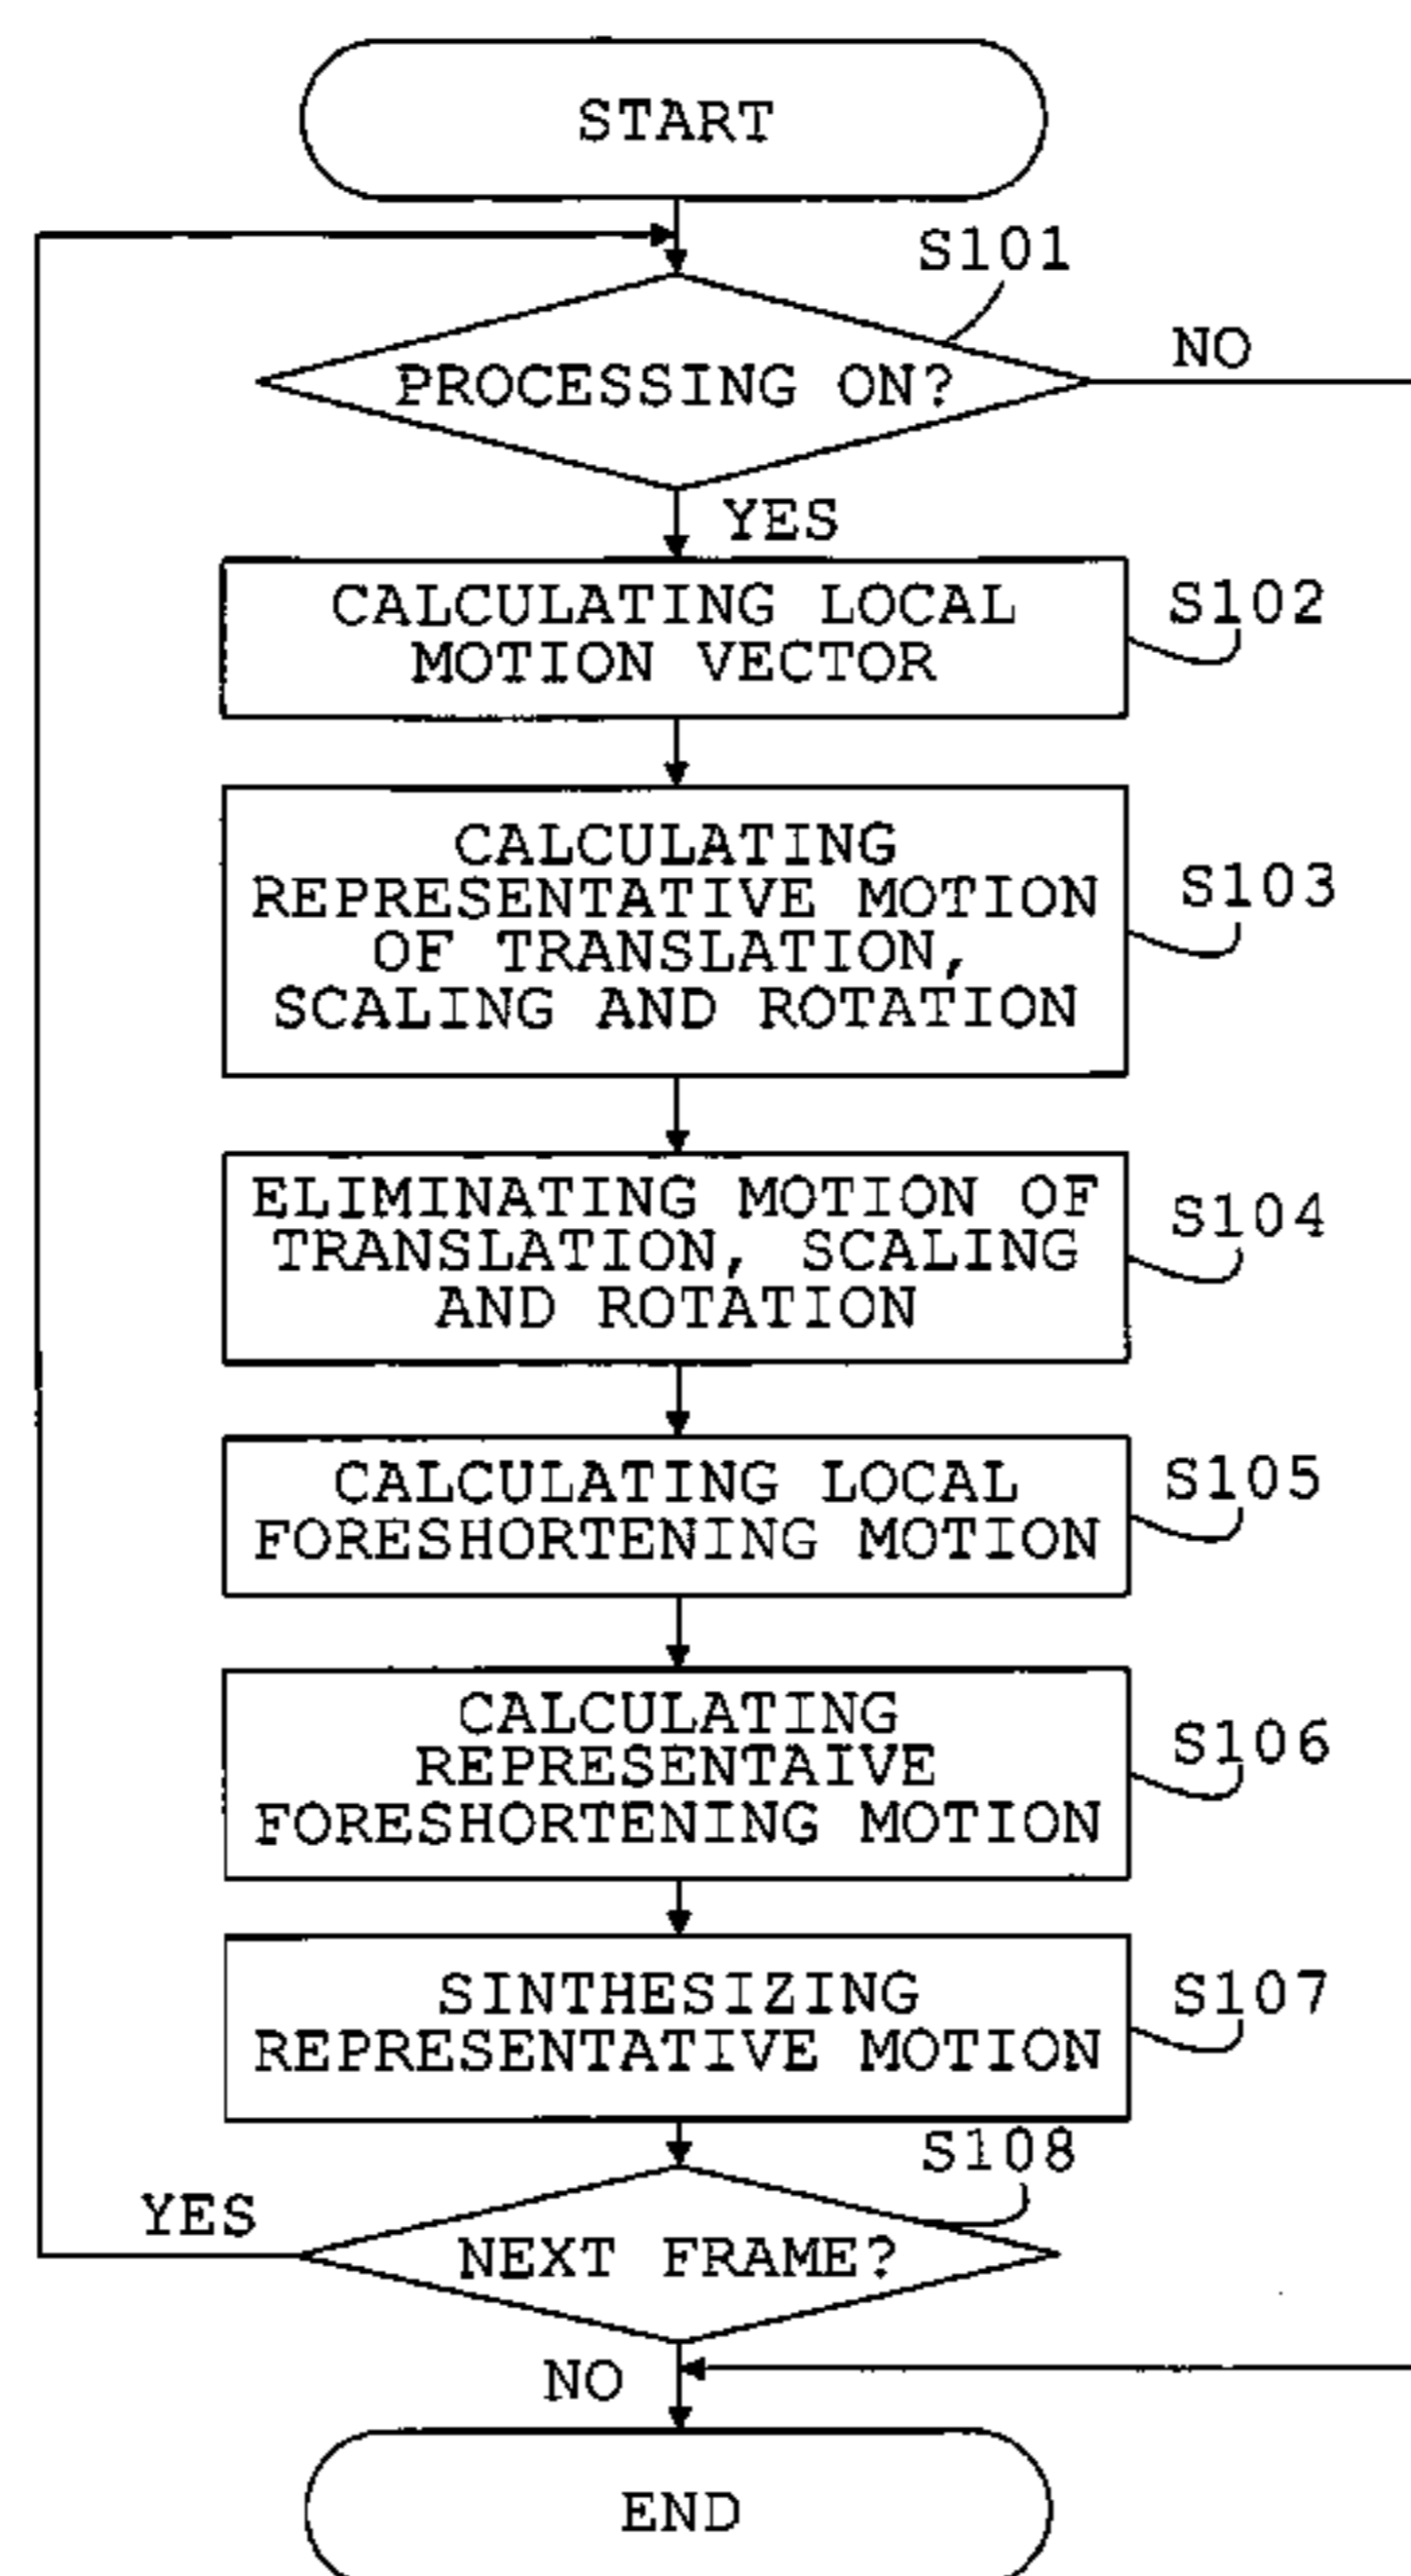 START
S101
PROCESSING ON?
NO
YES
CALCULATING LOCAL
MOTION VECTOR
S102
CALCULATING
REPRESENTATIVE MOTION
OF TRANSLATION,
SCALING AND ROTATION
S103
ELIMINATING MOTION OF
TRANSLATION, SCALING
AND ROTATION
S104
CALCULATING LOCAL
FORESHORTENING MOTION
S105
CALCULATING
REPRESENTAIVE
FORESHORTENING MOTION
S106
SINTHESIZING
REPRESENTATIVE MOTION
S107
S108
YES
NEXT FRAME?
NO
END